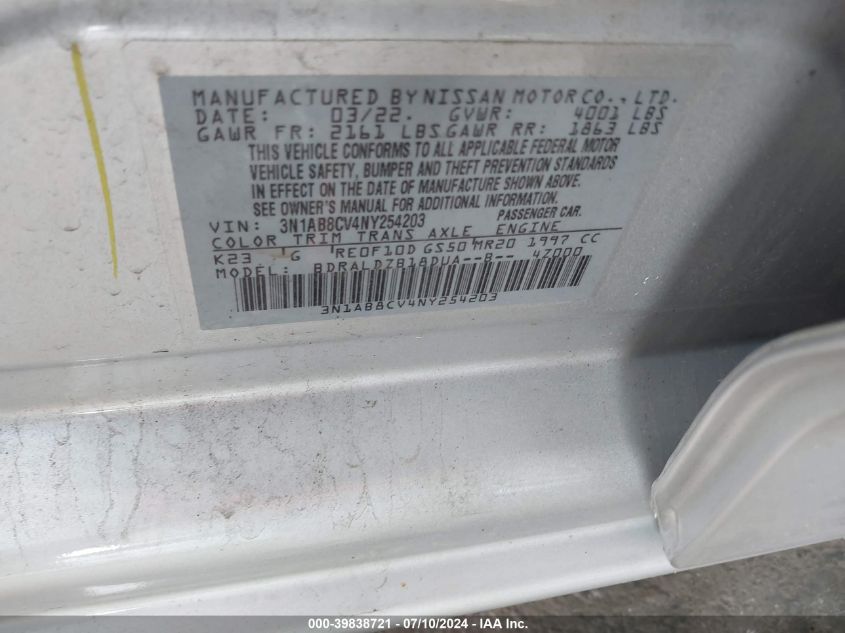 MANUFACTURED BY NISSAN MOTOR CO., LTD.
DATE: 03/22. GVWR: 4001 LBS
GAWR FR: 2161 LBS GAWR RR: 1863 LBS
THIS VEHICLE CONFORMS TO ALL APPLICABLE FEDERAL MOTOR
VEHICLE SAFETY, BUMPER AND THEFT PREVENTION STANDARDS
IN EFFECT ON THE DATE OF MANUFACTURE SHOWN ABOVE.
SEE OWNER'S MANUAL FOR ADDITIONAL INFORMATION.
VIN: 3N1AB8CV4NY254203 PASSENGER CAR.
COLOR TRIM TRANS AXLE ENGINE
K23 G RE0F10D GS50 MR20 1997 CC
MODEL: BDRALDZB18DUA--B-- 47000
3N1AB8CV4NY254203
000-39838721 - 07/10/2024 - IAA Inc.